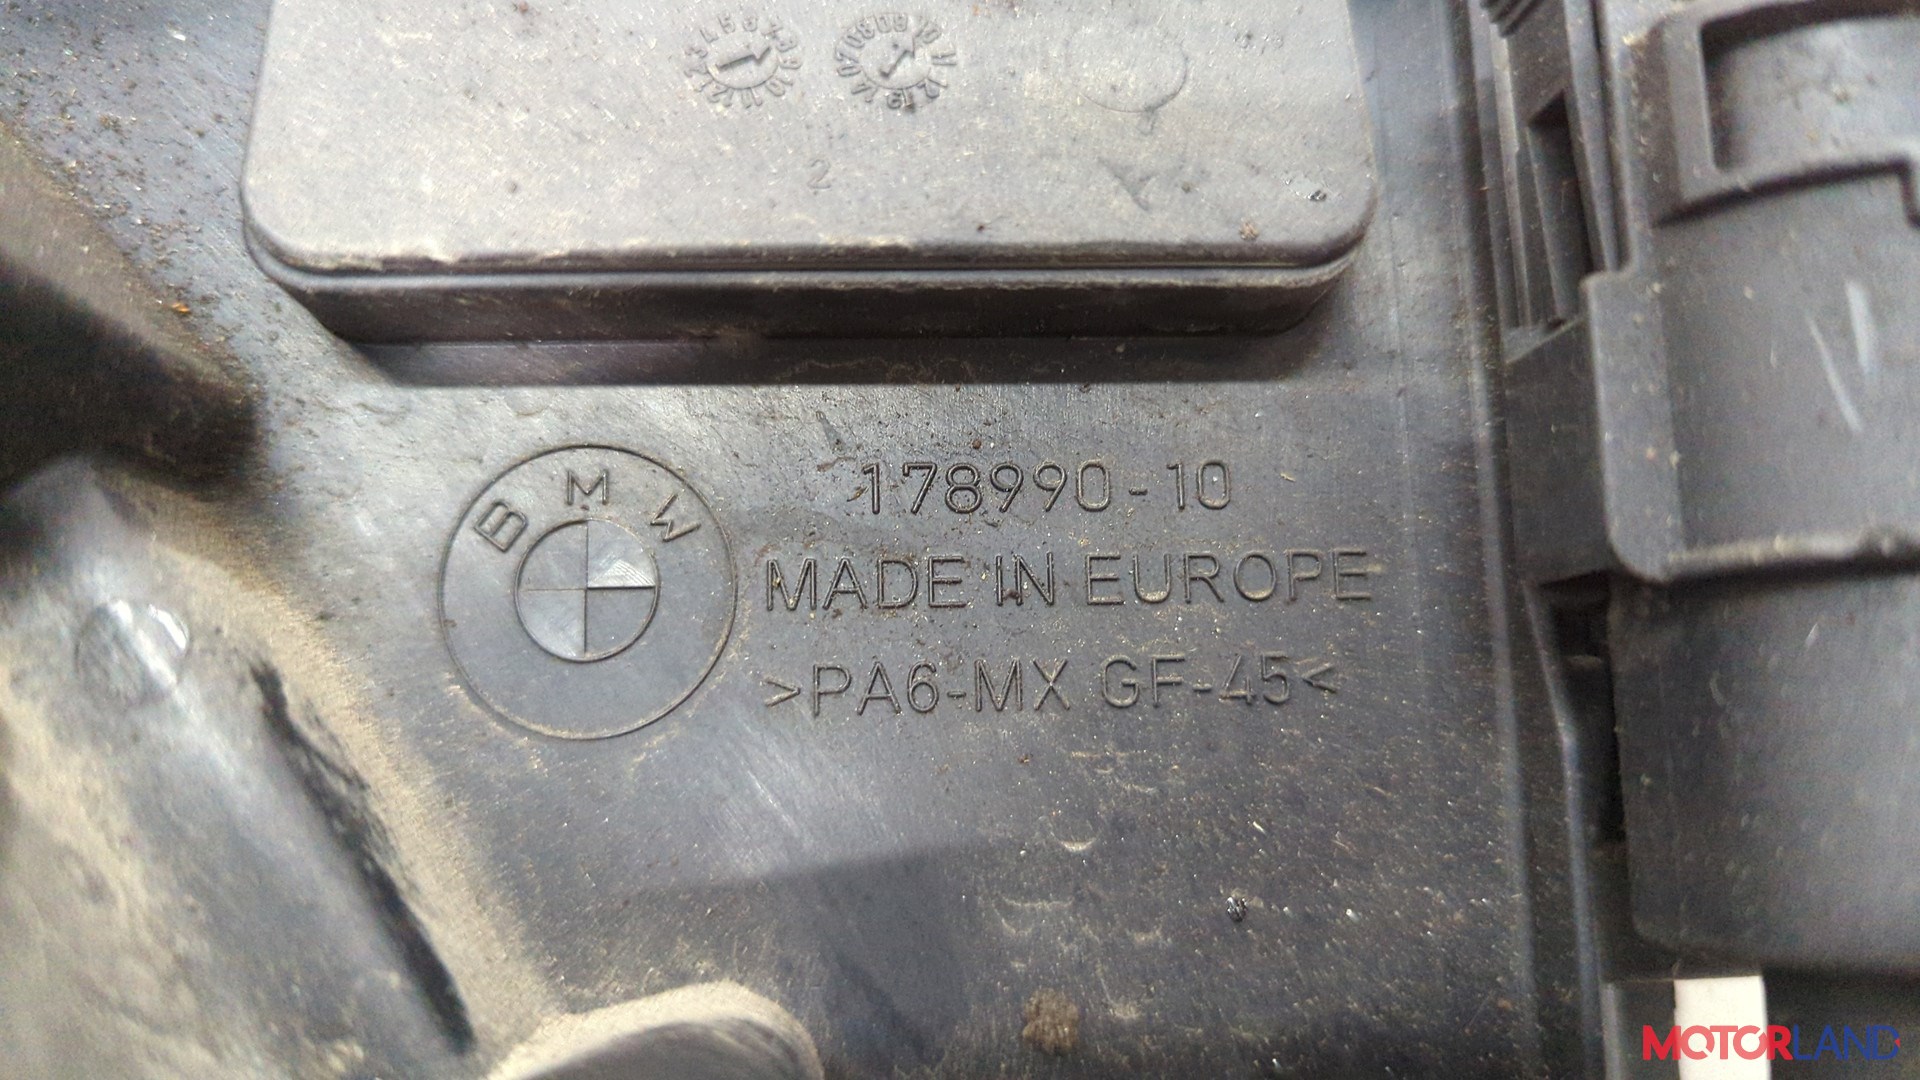 2
BMW
178990-10
MADE IN EUROPE
>PA6-MX GF-45<
MOTORLAND